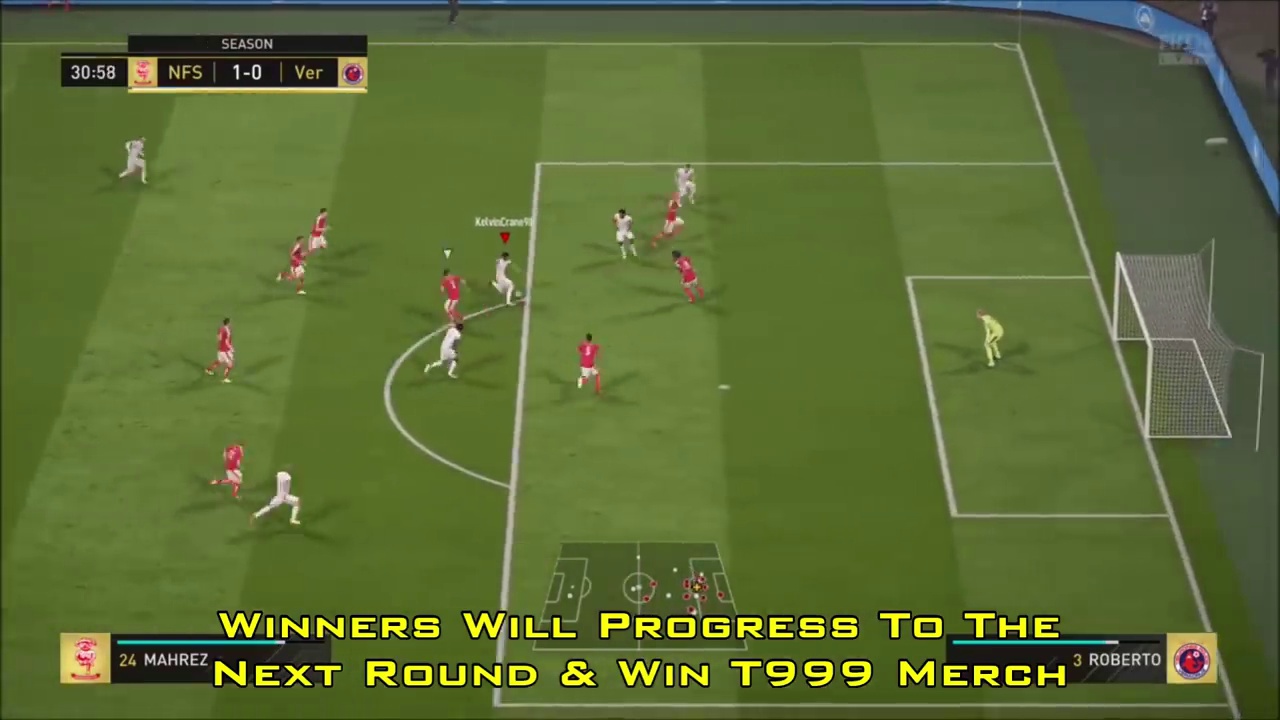 SEASON
30:58 NFS 1-0 Ver
KelvinCrane98
WINNERS WILL PROGRESS TO THE
NEXT ROUND & WIN T999 MERCH
24 MAHREZ
3 ROBERTO